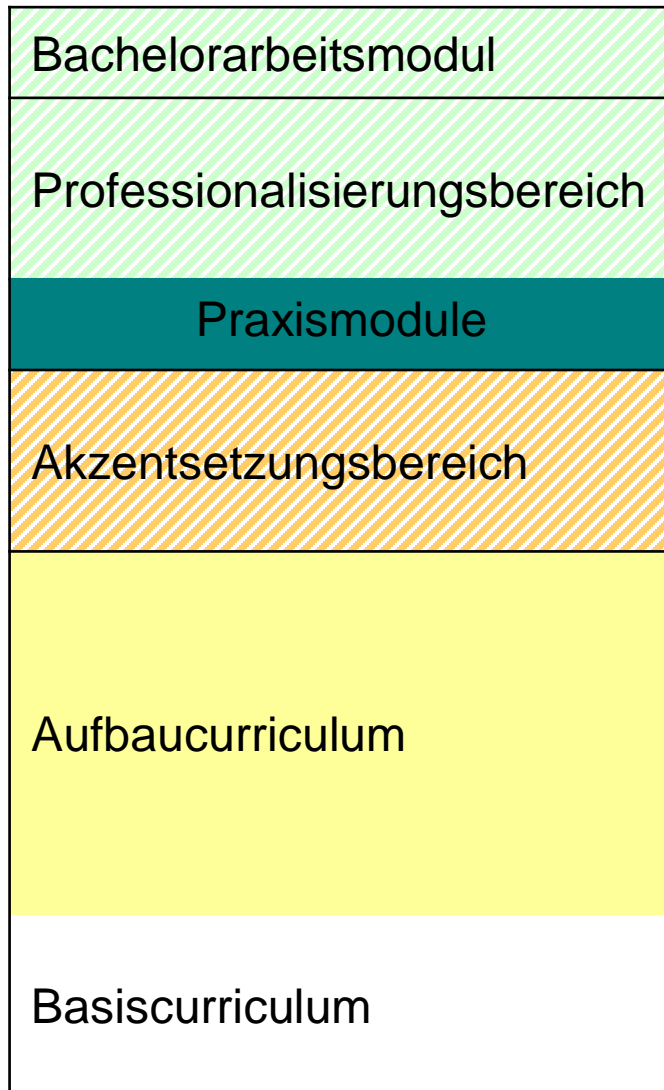 Bachelorarbeitsmodul
Professionalisierungsbereich
Praxismodule
Akzentsetzungsbereich
Aufbaucurriculum
Basiscurriculum